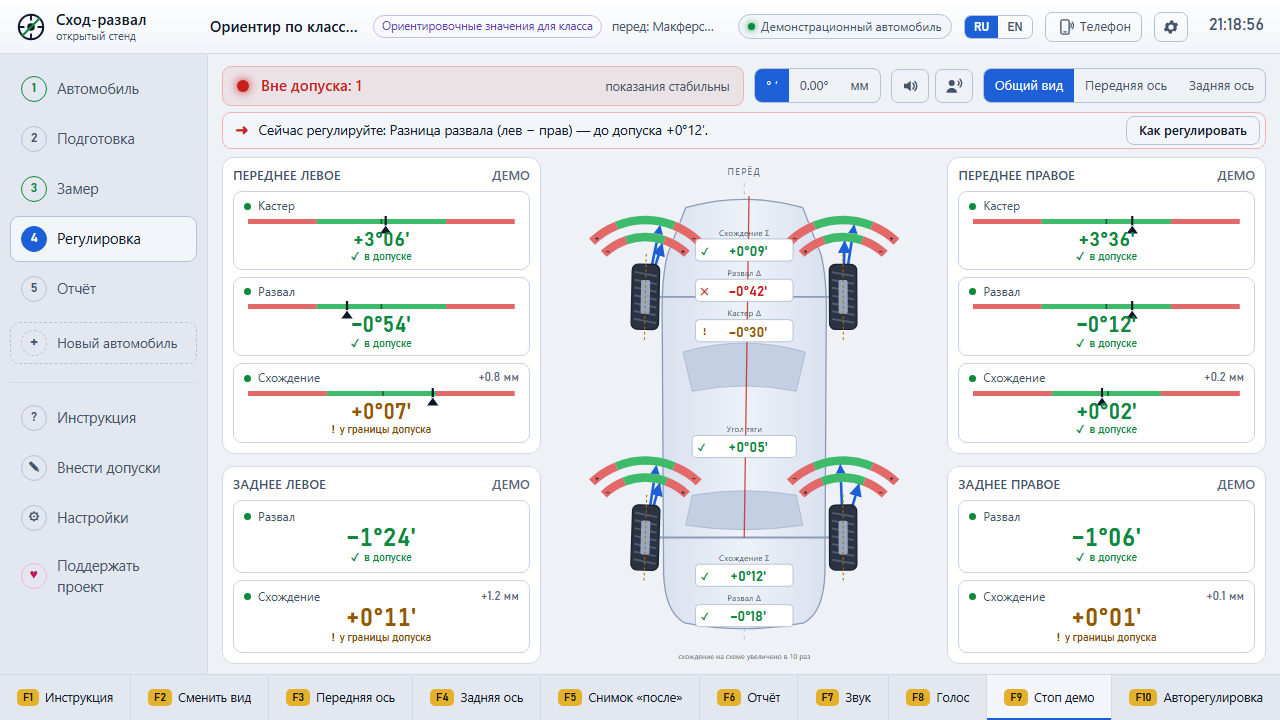 Сход-развал
открытый стенд
Ориентир по класс...
Ориентировочные значения для класса
перед: Макферс...
Демонстрационный автомобиль
RU EN
Телефон
21:18:56
1 Автомобиль
2 Подготовка
3 Замер
4 Регулировка
5 Отчёт
+ Новый автомобиль
? Инструкция
Внести допуски
Настройки
Поддержать
проект
Вне допуска: 1
показания стабильны
° ‘ 0.00° мм
Общий вид Передняя ось Задняя ось
➜ Сейчас регулируйте: Разница развала (лев − прав) — до допуска +0°12′.
Как регулировать
ПЕРЕДНЕЕ ЛЕВОЕ ДЕМО
Кастер
+3°06'
✓ в допуске
Развал
−0°54'
✓ в допуске
Схождение +0.8 мм
+0°07'
! у границы допуска
ЗАДНЕЕ ЛЕВОЕ ДЕМО
Развал
−1°24'
✓ в допуске
Схождение +1.2 мм
+0°11'
! у границы допуска
ПЕРЁД
Схождение Σ
✓ +0°09'
Развал Δ
✕ −0°42'
Кастер Δ
! −0°30'
Угол тяги
✓ +0°05'
Схождение Σ
✓ +0°12'
Развал Δ
✓ −0°18'
схождение на схеме увеличено в 10 раз
ПЕРЕДНЕЕ ПРАВОЕ ДЕМО
Кастер
+3°36'
✓ в допуске
Развал
−0°12'
✓ в допуске
Схождение +0.2 мм
+0°02'
✓ в допуске
ЗАДНЕЕ ПРАВОЕ ДЕМО
Развал
−1°06'
✓ в допуске
Схождение +0.1 мм
+0°01'
! у границы допуска
F1 Инструкция
F2 Сменить вид
F3 Передняя ось
F4 Задняя ось
F5 Снимок «после»
F6 Отчёт
F7 Звук
F8 Голос
F9 Стоп демо
F10 Авторегулировка